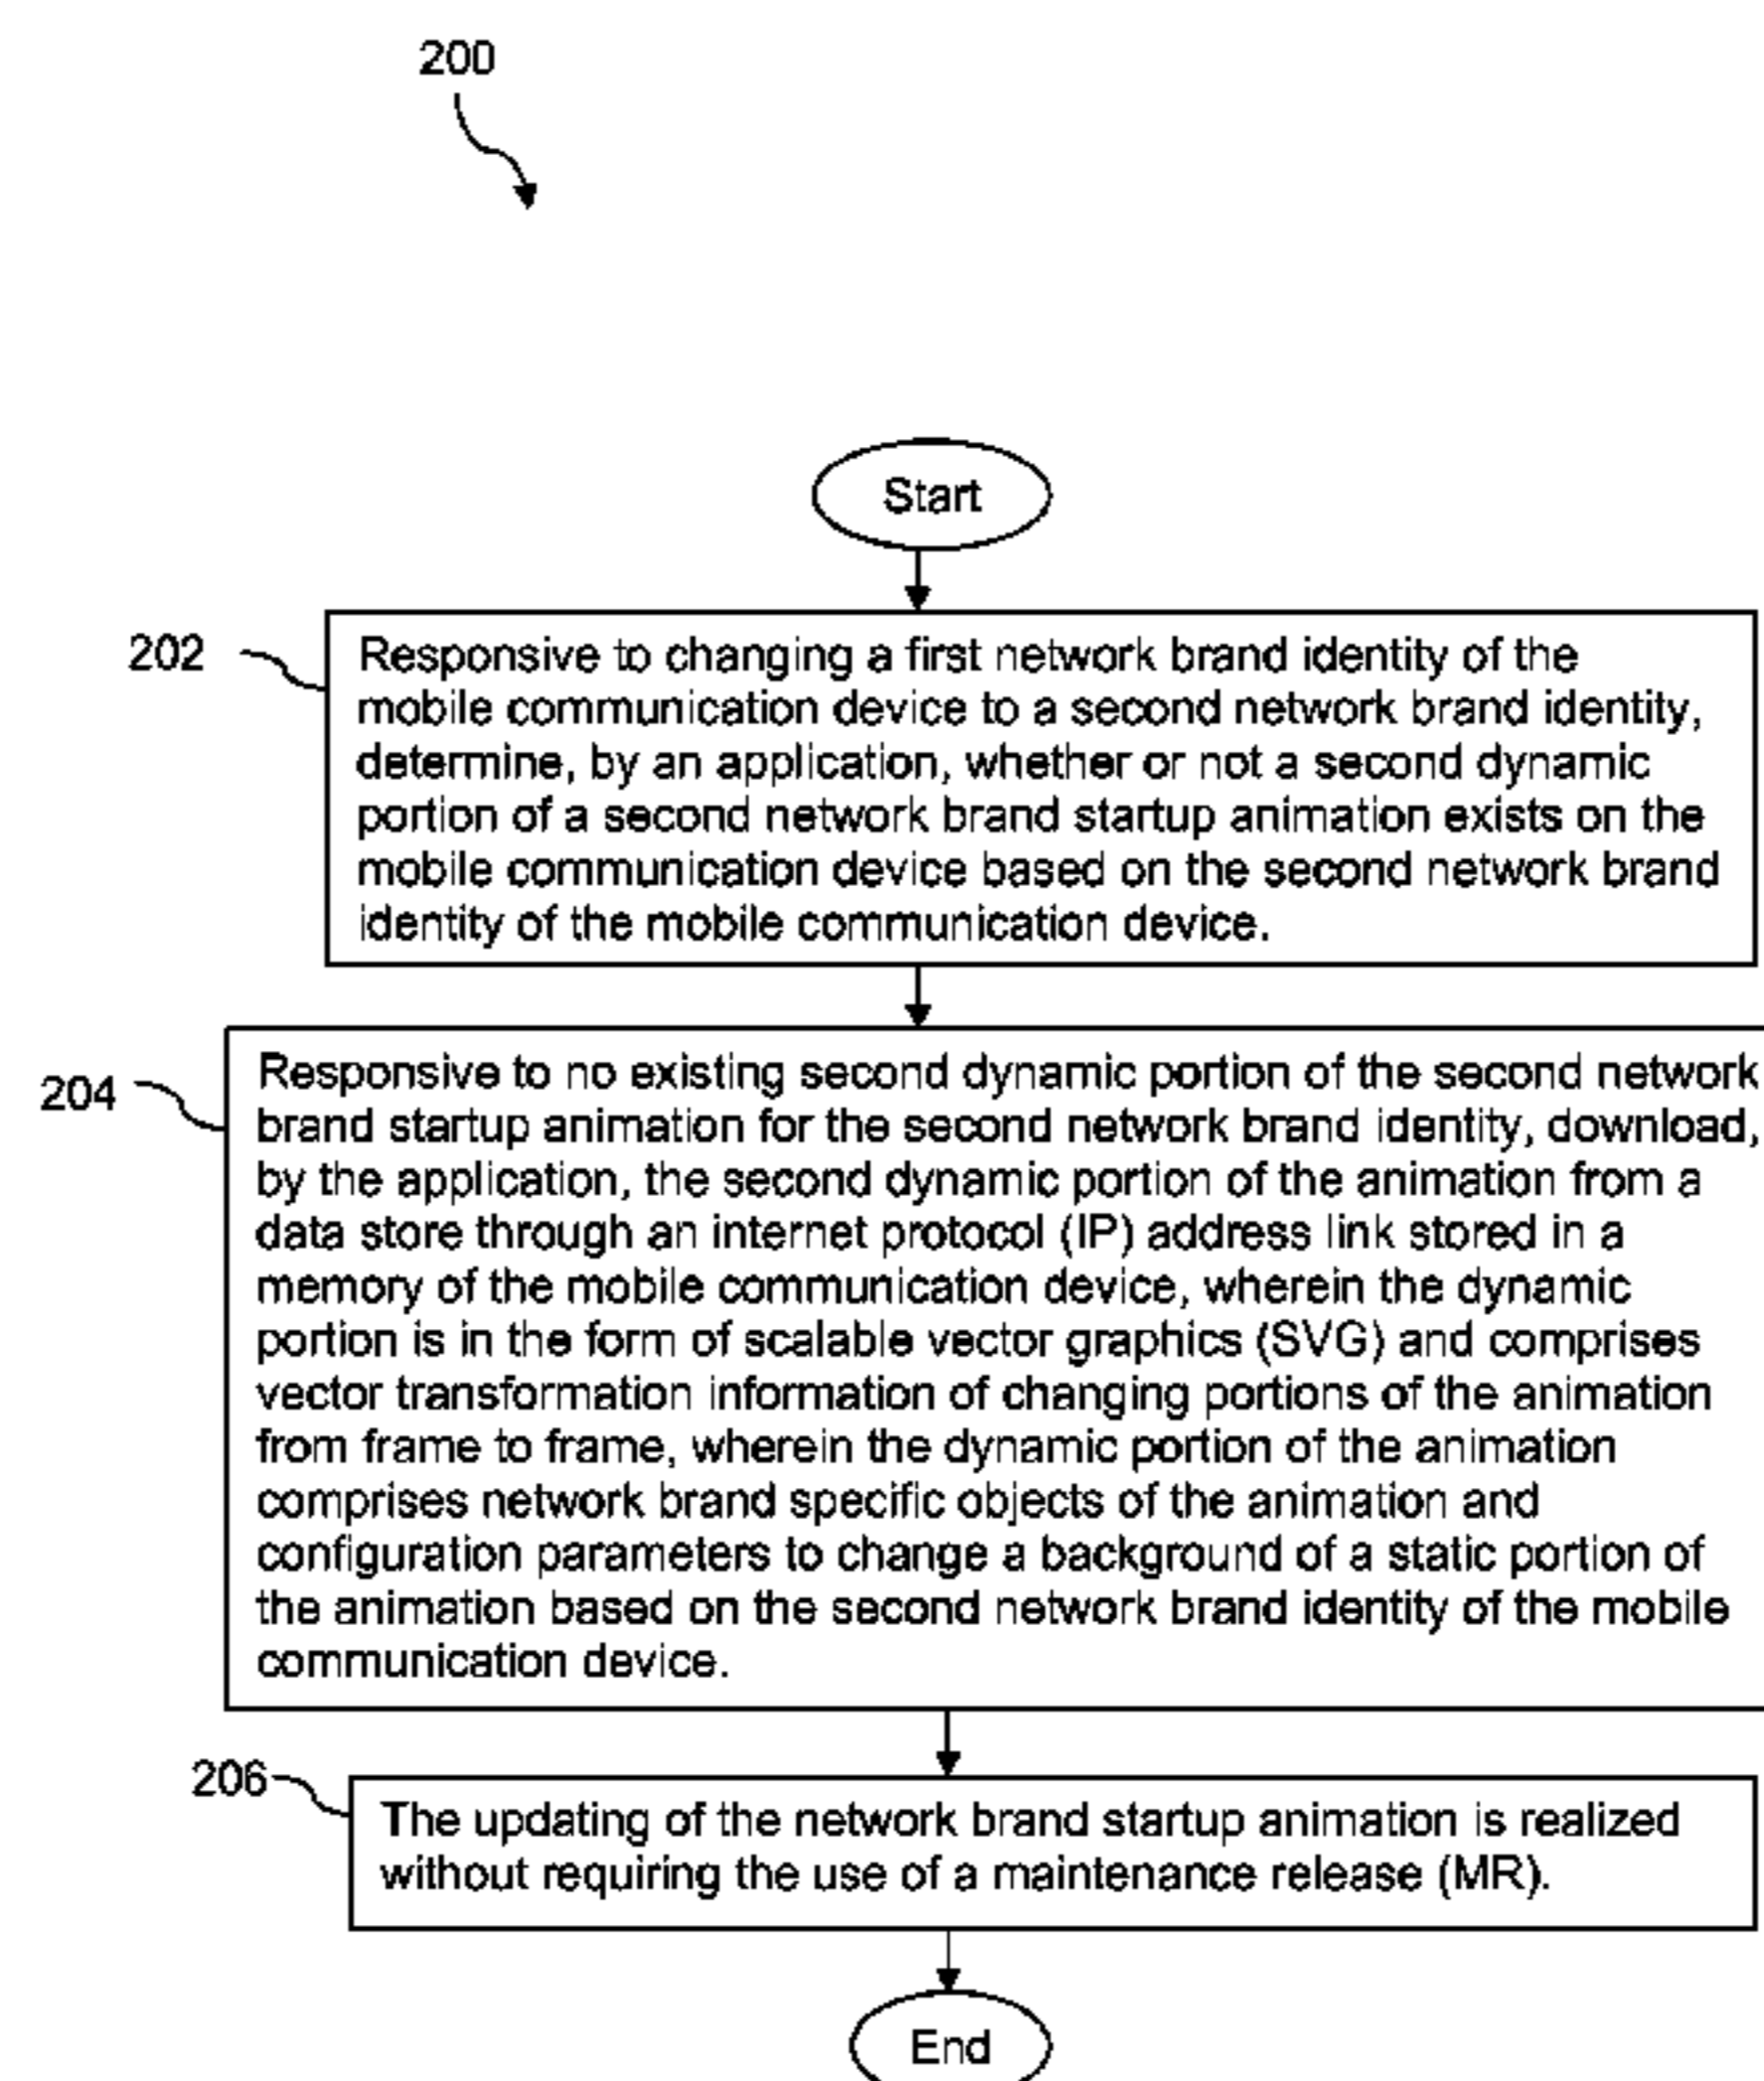 200
Start
202
Responsive to changing a first network brand identity of the
mobile communication device to a second network brand identity,
determine, by an application, whether or not a second dynamic
portion of a second network brand startup animation exists on the
mobile communication device based on the second network brand
identity of the mobile communication device.
204
Responsive to no existing second dynamic portion of the second network
brand startup animation for the second network brand identity, download,
by the application, the second dynamic portion of the animation from a
data store through an internet protocol (IP) address link stored in a
memory of the mobile communication device, wherein the dynamic
portion is in the form of scalable vector graphics (SVG) and comprises
vector transformation information of changing portions of the animation
from frame to frame, wherein the dynamic portion of the animation
comprises network brand specific objects of the animation and
configuration parameters to change a background of a static portion of
the animation based on the second network brand identity of the mobile
communication device.
206
The updating of the network brand startup animation is realized
without requiring the use of a maintenance release (MR).
End